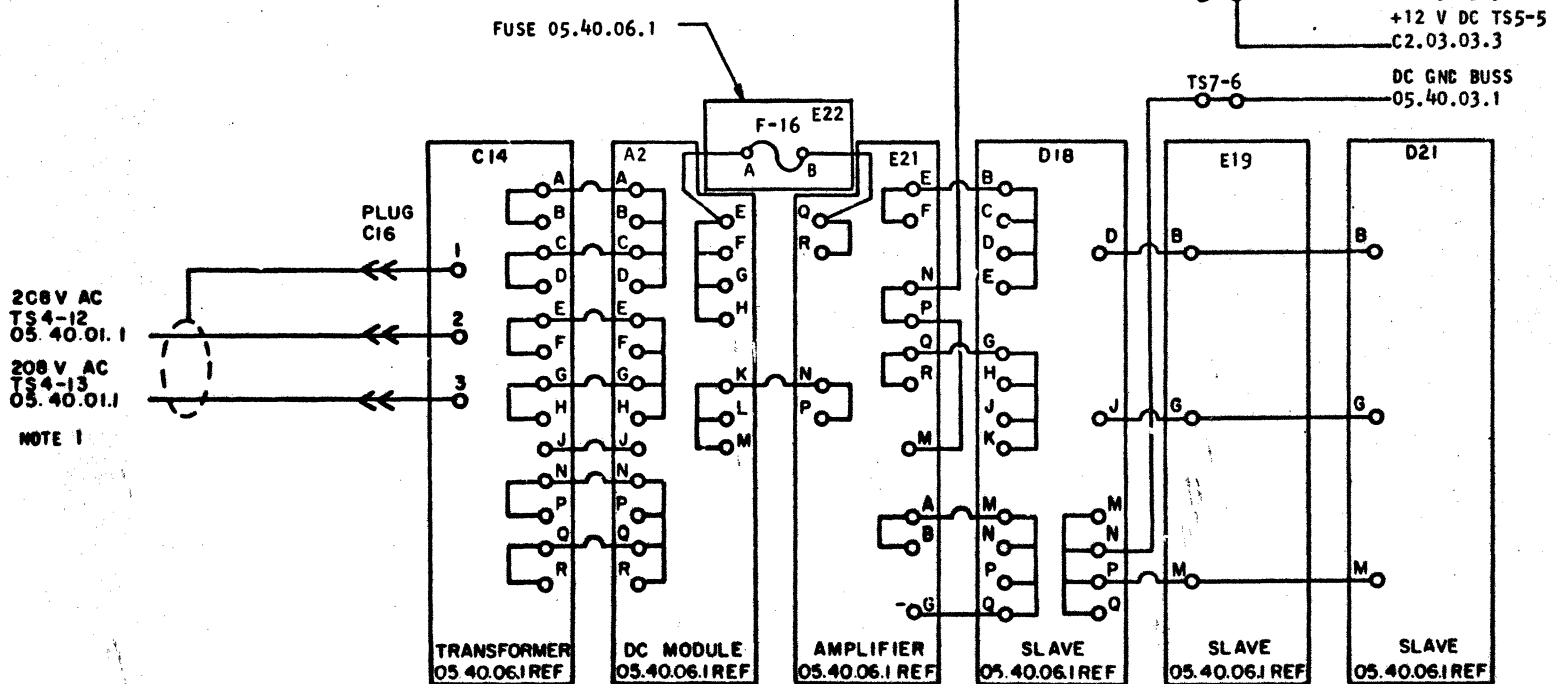 FUSE 05.40.06.1
+12 V DC TS5-5
C2.03.03.3
TS7-6
DC GND BUSS
05.40.03.1
F-16
E22
A
B
C14
A2
E21
D18
E19
D21
PLUG
C16
1
2
3
2C8 V AC
TS4-12
05.40.01.1
208 V AC
TS4-13
05.40.01.1
NOTE 1
A
B
C
D
E
F
G
H
J
N
P
Q
R
A
B
C
D
E
F
G
H
J
N
P
Q
R
E
F
G
H
K
L
M
Q
R
N
P
E
F
N
P
Q
R
M
A
B
-G
B
C
D
E
G
H
J
K
M
N
P
Q
D
J
M
N
P
Q
B
G
M
B
G
M
TRANSFORMER
05.40.06.1 REF
DC MODULE
05.40.06.1 REF
AMPLIFIER
05.40.06.1 REF
SLAVE
05.40.06.1 REF
SLAVE
05.40.06.1 REF
SLAVE
05.40.06.1 REF